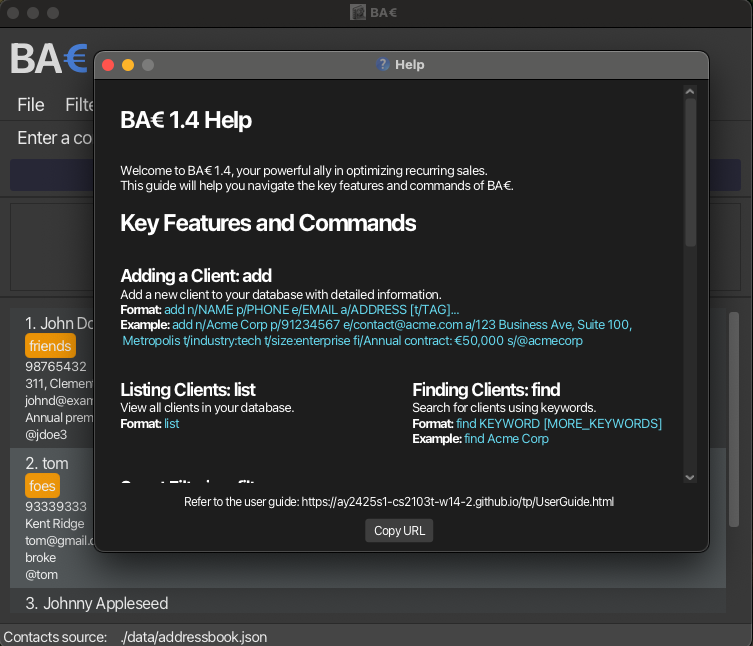 BA€
BA€
File Filte
Enter a co
Help
BA€ 1.4 Help
Welcome to BA€ 1.4, your powerful ally in optimizing recurring sales.
This guide will help you navigate the key features and commands of BA€.
Key Features and Commands
Adding a Client: add
Add a new client to your database with detailed information.
Format: add n/NAME p/PHONE e/EMAIL a/ADDRESS [t/TAG]...
Example: add n/Acme Corp p/91234567 e/contact@acme.com a/123 Business Ave, Suite 100,
Metropolis t/industry:tech t/size:enterprise fi/Annual contract: €50,000 s/@acmecorp
Listing Clients: list
View all clients in your database.
Format: list
Finding Clients: find
Search for clients using keywords.
Format: find KEYWORD [MORE_KEYWORDS]
Example: find Acme Corp
Refer to the user guide: https://ay2425s1-cs2103t-w14-2.github.io/tp/UserGuide.html
Copy URL
1. John Do
friends
98765432
311, Clement
johnd@exam
Annual prem
@jdoe3
2. tom
foes
93339333
Kent Ridge
tom@gmail.c
broke
@tom
3. Johnny Appleseed
Contacts source: ./data/addressbook.json